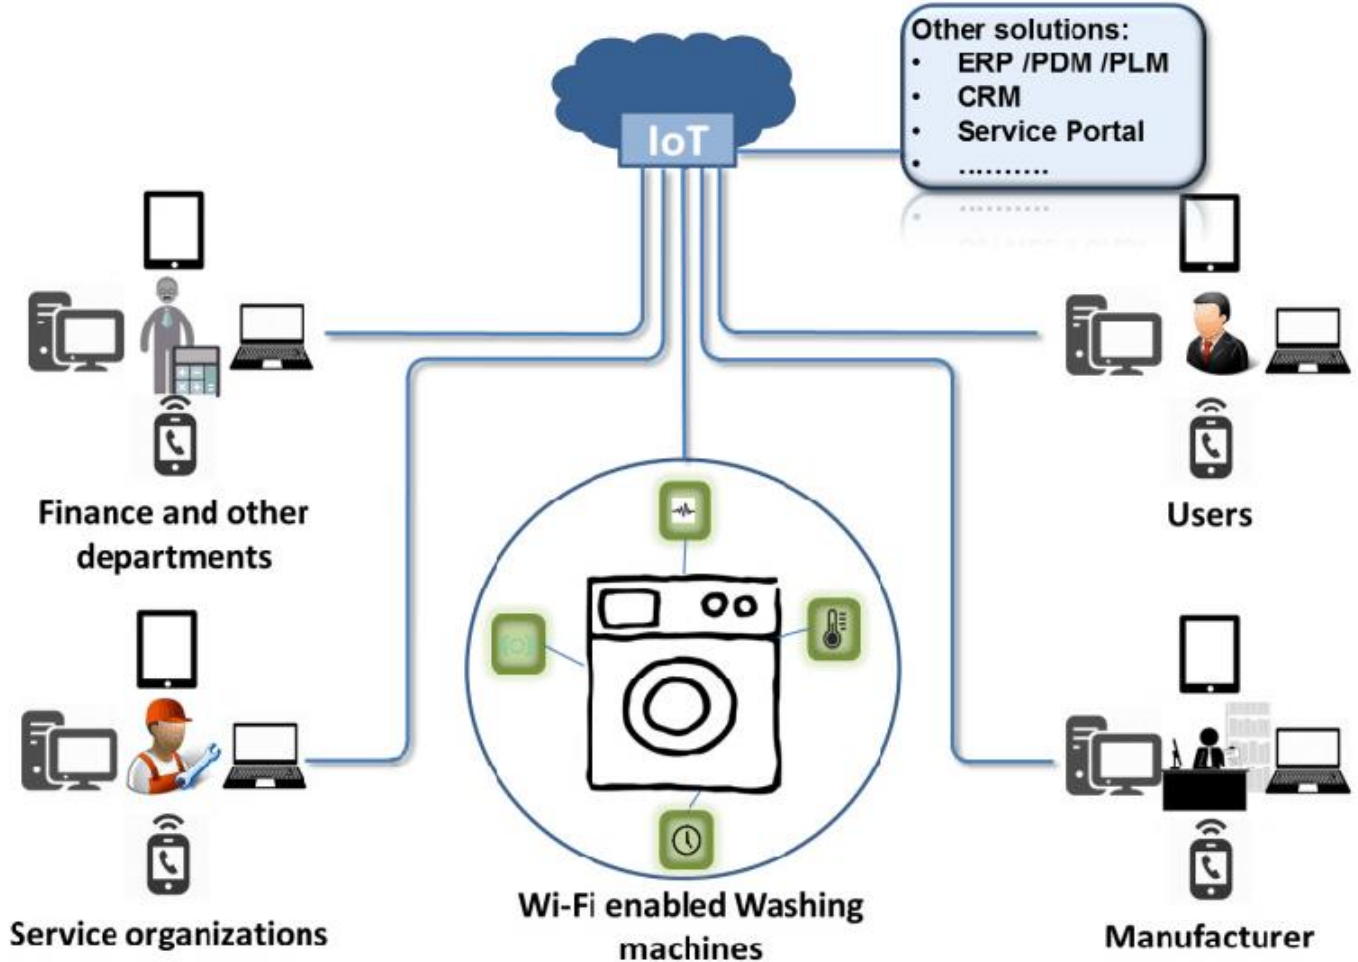 Other solutions:
• ERP /PDM /PLM
• CRM
• Service Portal
• ..........
IoT
Finance and other
departments
Users
Service organizations
Wi-Fi enabled Washing
machines
Manufacturer